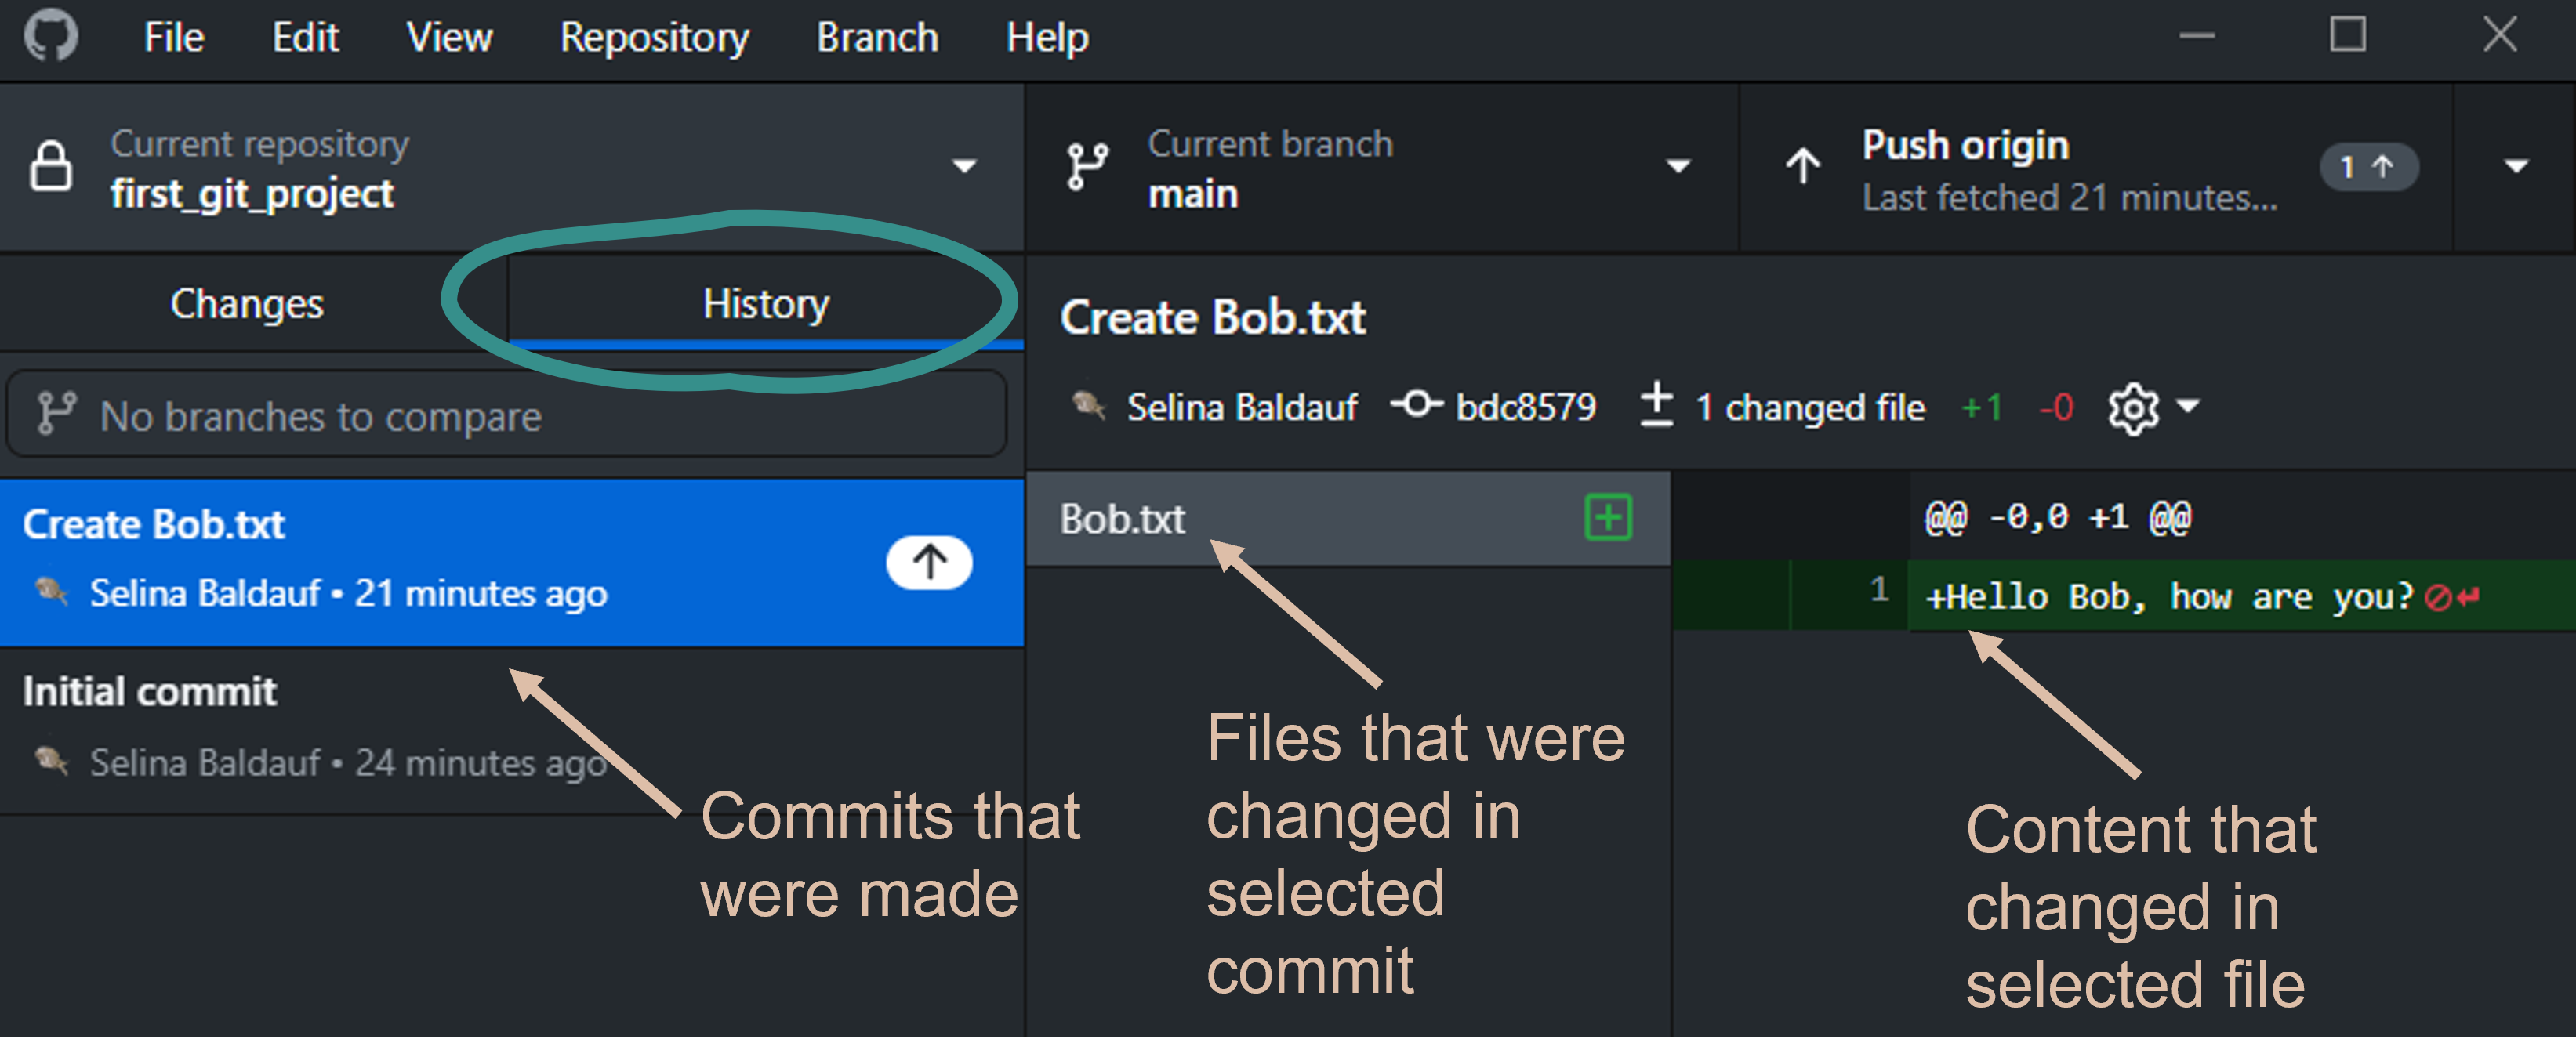 File Edit View Repository Branch Help
Current repository
first_git_project
Current branch
main
Push origin
Last fetched 21 minutes...
1
Changes
History
No branches to compare
Create Bob.txt
Selina Baldauf • 21 minutes ago
Initial commit
Selina Baldauf • 24 minutes ago
Commits that
were made
Create Bob.txt
Selina Baldauf bdc8579 1 changed file +1 -0
Bob.txt
Files that were
changed in
selected
commit
@@ -0,0 +1 @@
1 +Hello Bob, how are you?
Content that
changed in
selected file